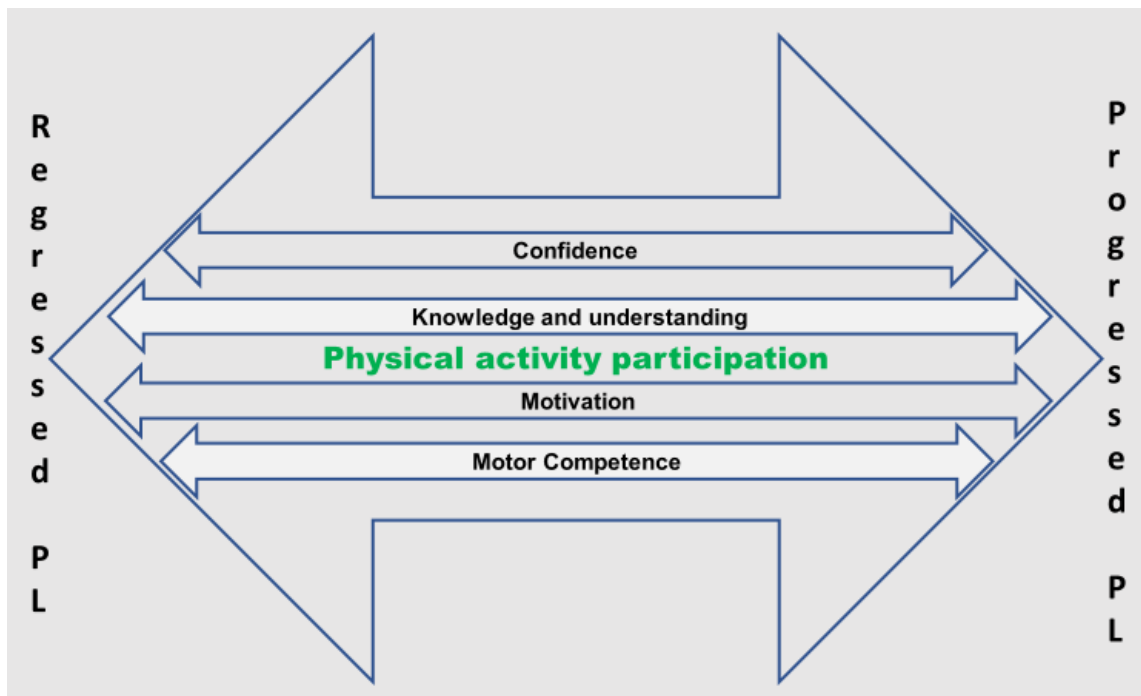 Regressed PL
Confidence
Knowledge and understanding
Physical activity participation
Motivation
Motor Competence
Progressed PL